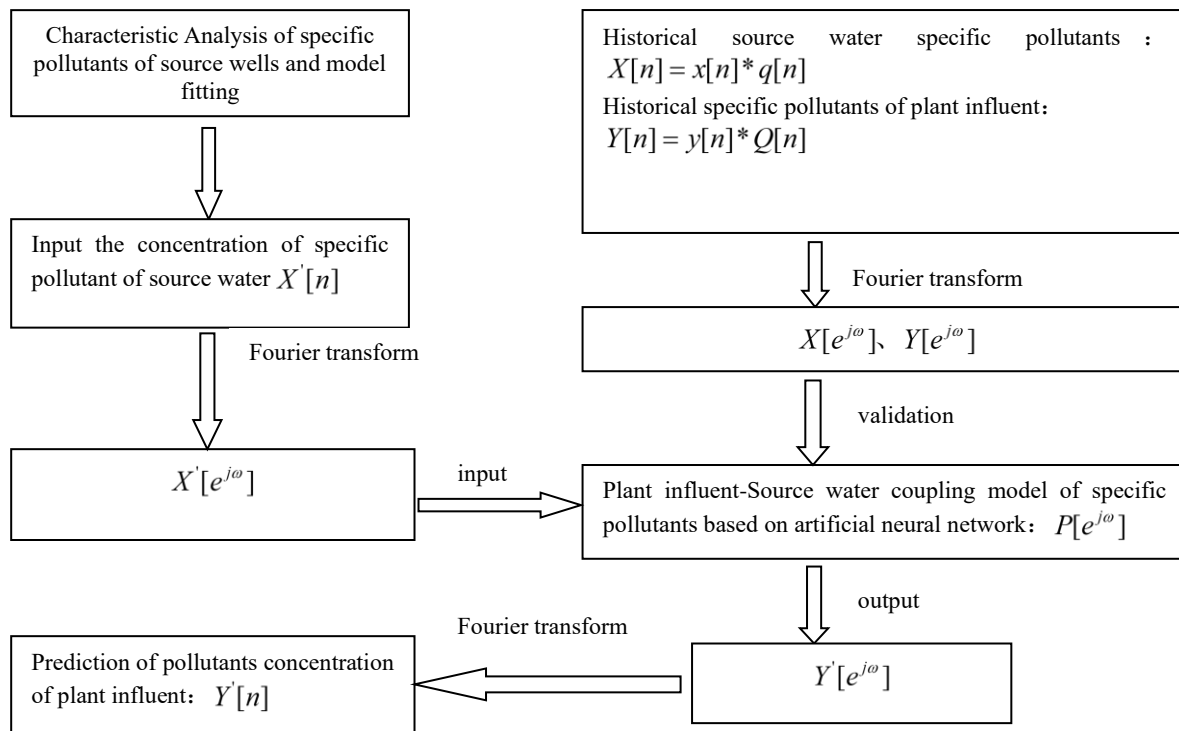 Characteristic Analysis of specific
pollutants of source wells and model
fitting
Input the concentration of specific
pollutant of source water X'[n]
Fourier transform
X'[e^{jω}]
input
Historical source water specific pollutants：
X[n] = x[n]* q[n]
Historical specific pollutants of plant influent：
Y[n] = y[n]* Q[n]
Fourier transform
X[e^{jω}]、Y[e^{jω}]
validation
Plant influent-Source water coupling model of specific
pollutants based on artificial neural network： P[e^{jω}]
output
Y'[e^{jω}]
Fourier transform
Prediction of pollutants concentration
of plant influent： Y'[n]